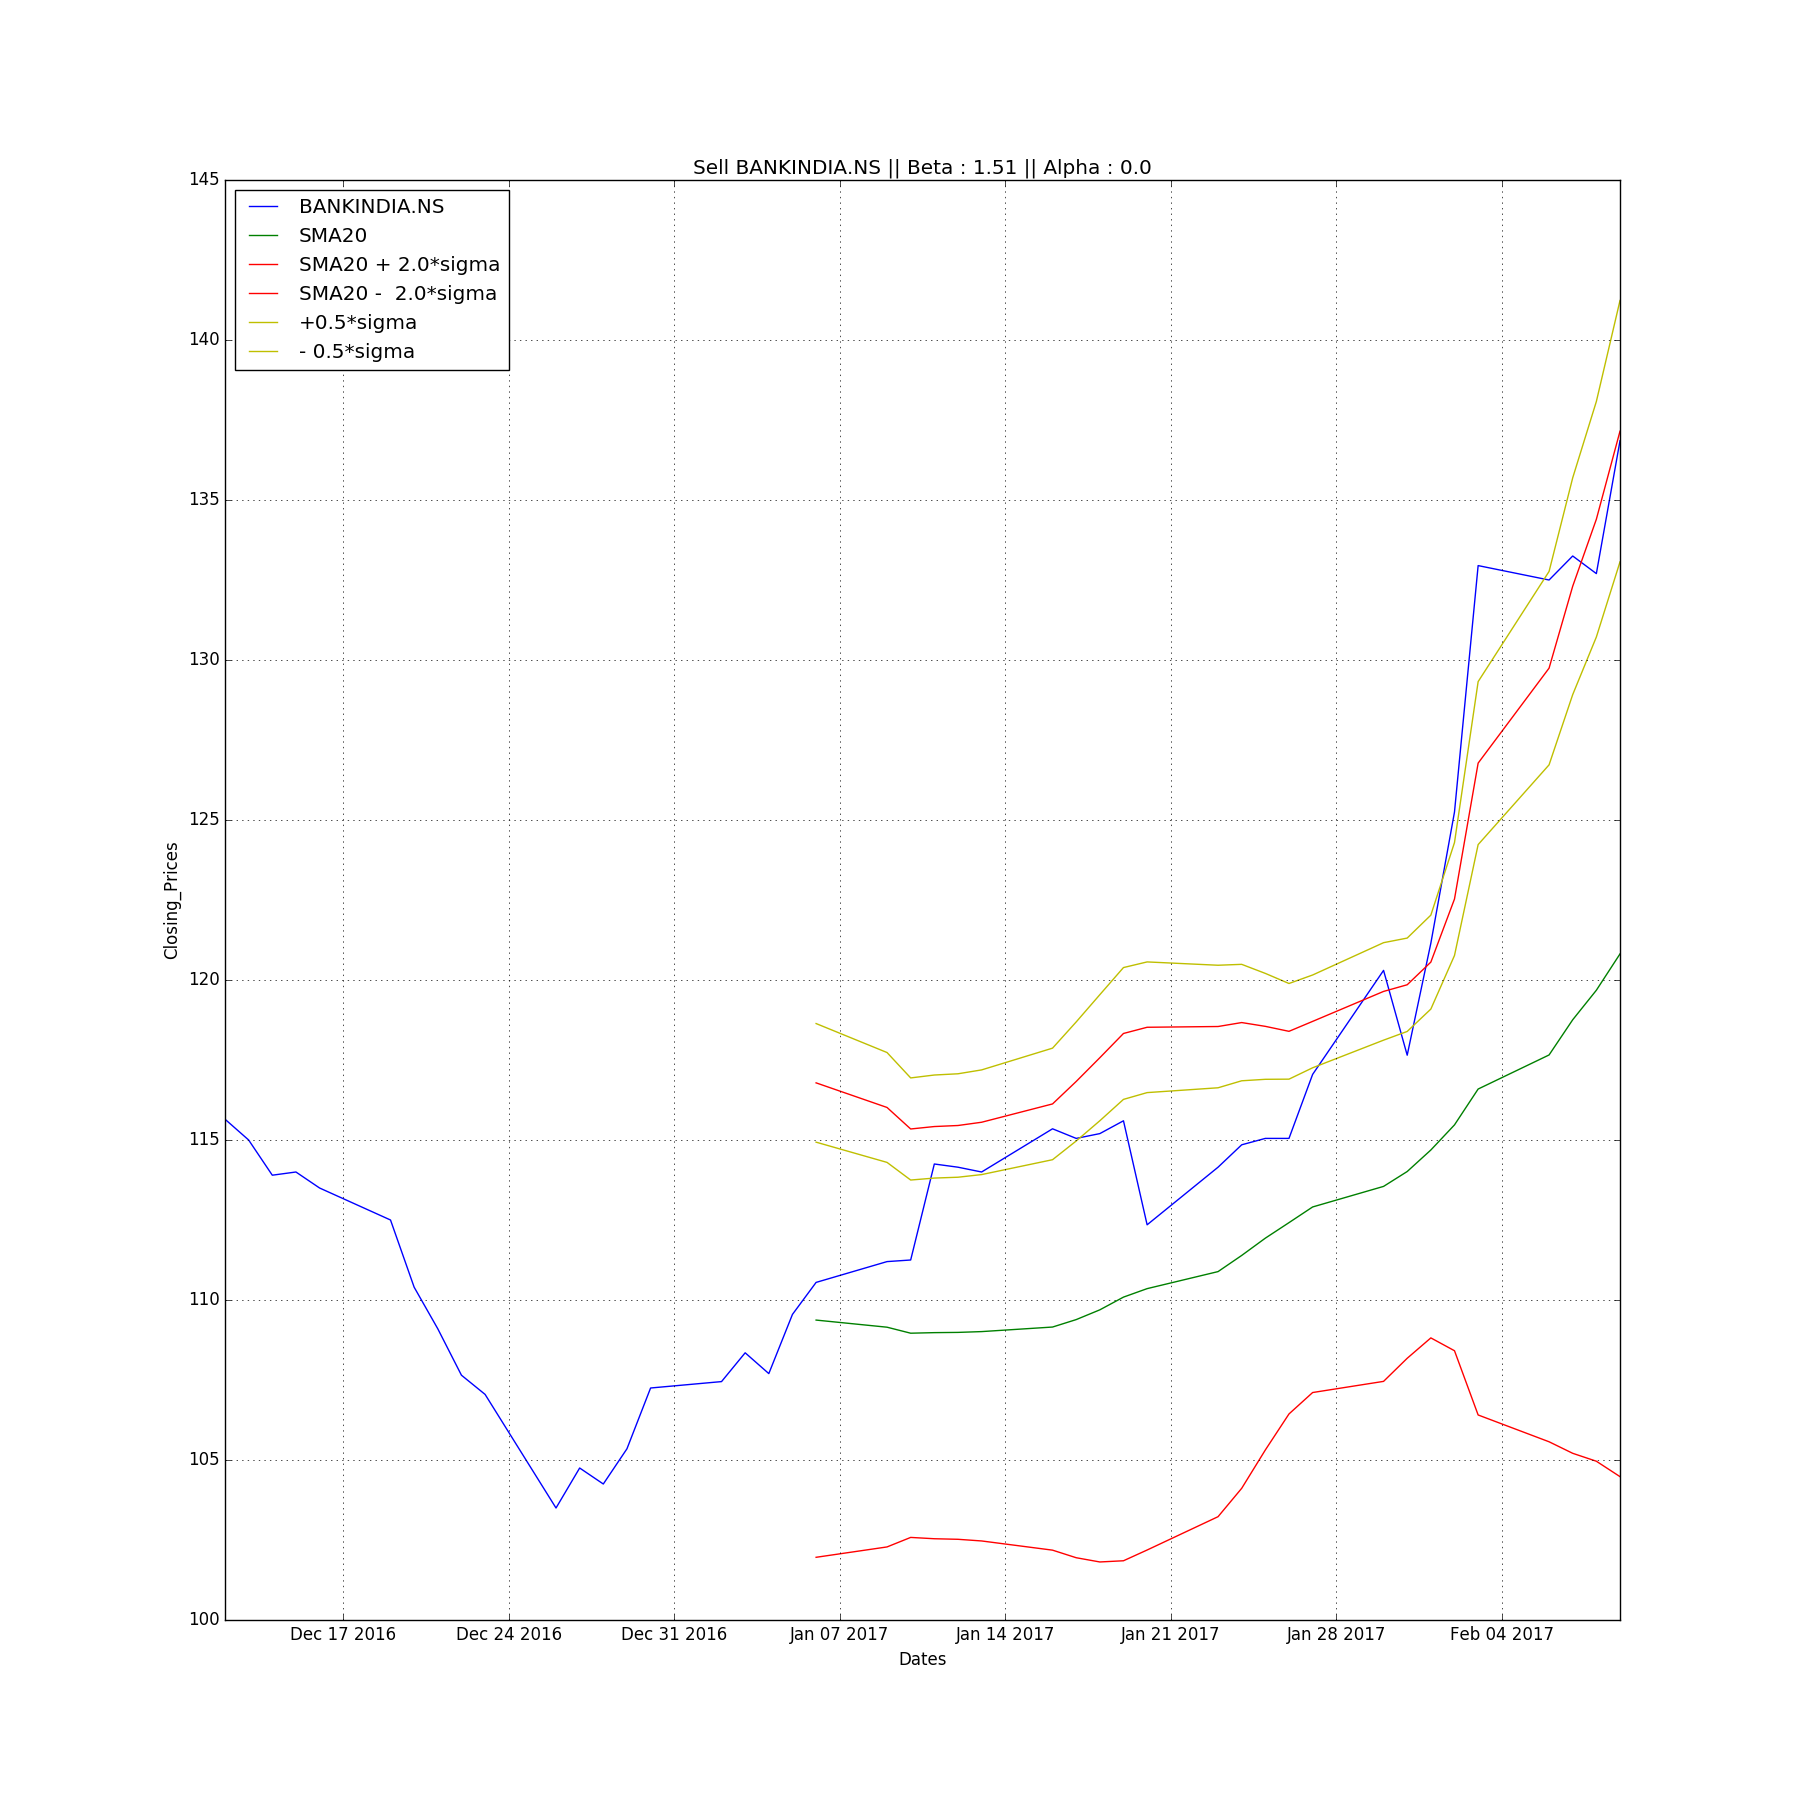 Sell BANKINDIA.NS || Beta : 1.51 || Alpha : 0.0
145
140
135
130
125
120
115
110
105
100
BANKINDIA.NS
SMA20
SMA20 + 2.0*sigma
SMA20 -  2.0*sigma
+0.5*sigma
- 0.5*sigma
Closing_Prices
Dec 17 2016
Dec 24 2016
Dec 31 2016
Jan 07 2017
Jan 14 2017
Jan 21 2017
Jan 28 2017
Feb 04 2017
Dates